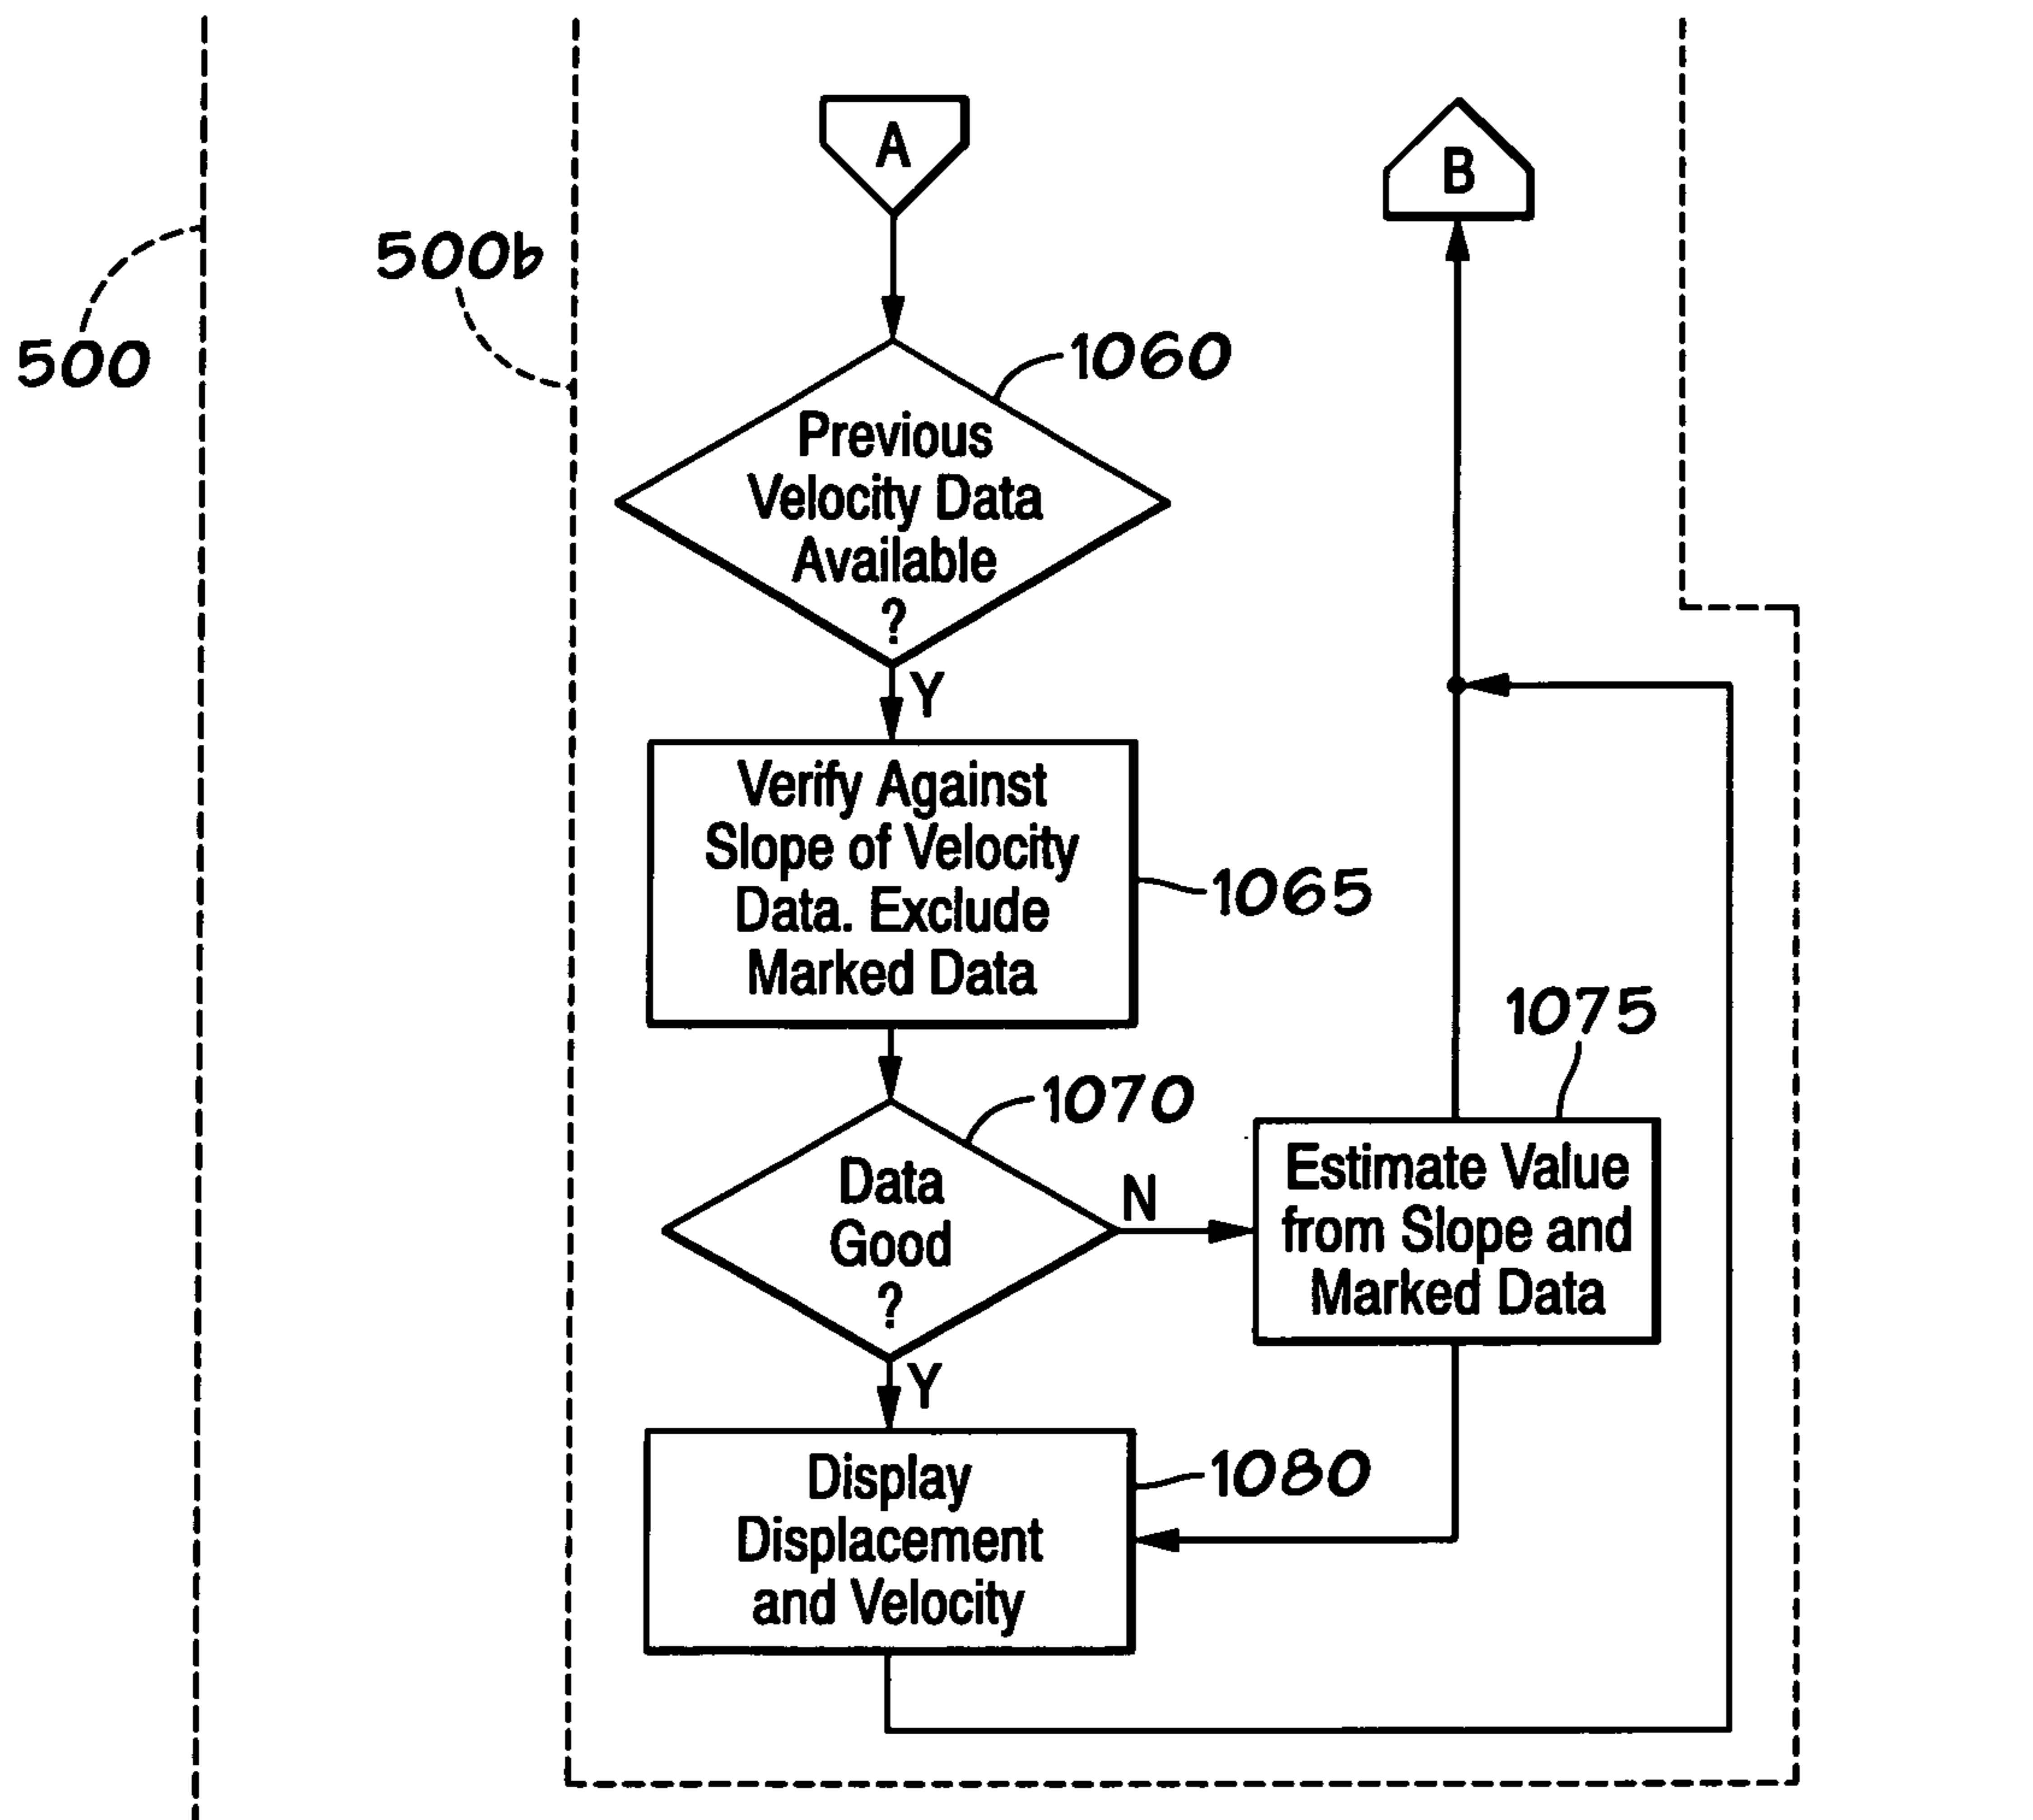 A
B
500
500b
1060
Previous
Velocity Data
Available
?
Y
Verify Against
Slope of Velocity
Data. Exclude
Marked Data
1065
1070
Data
Good
?
N
1075
Estimate Value
from Slope and
Marked Data
Y
Display
Displacement
and Velocity
1080